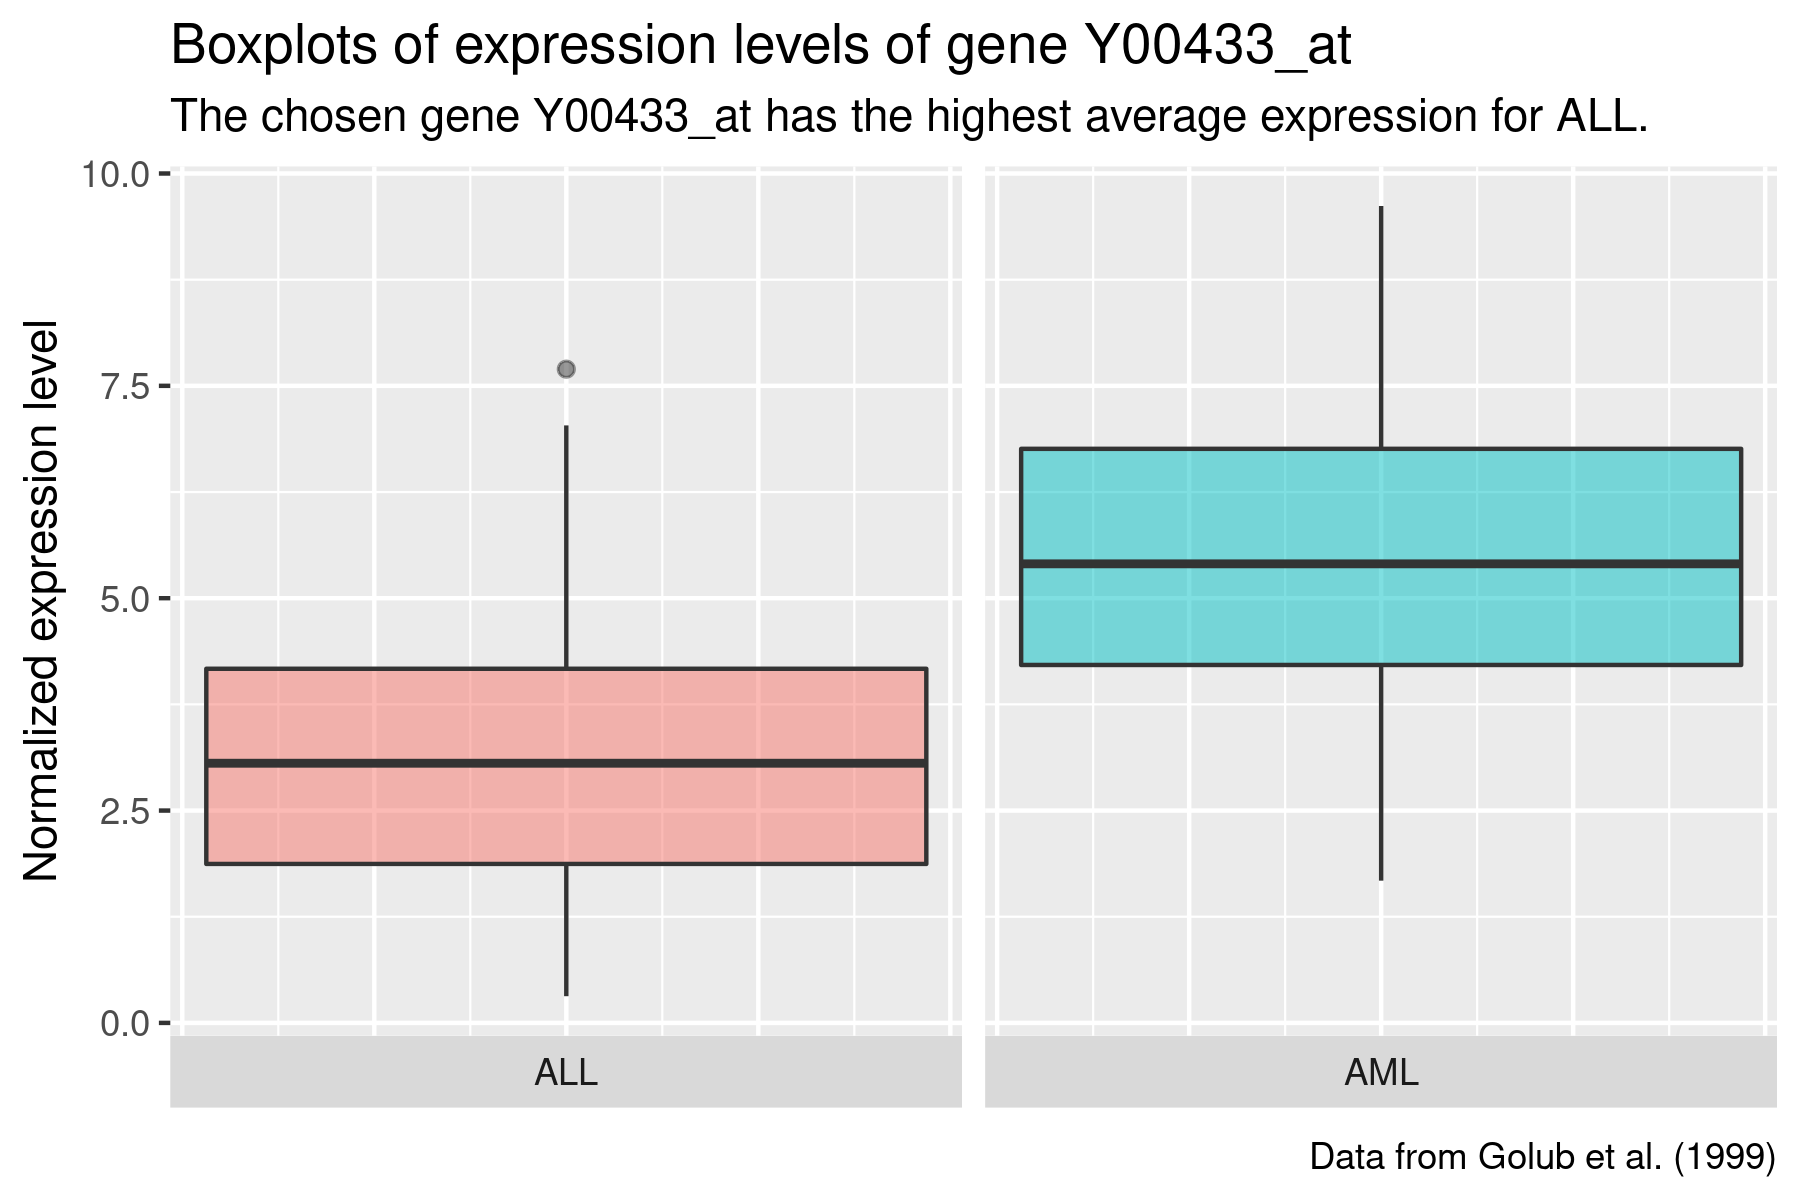 Boxplots of expression levels of gene Y00433_at
The chosen gene Y00433_at has the highest average expression for ALL.
Normalized expression level
10.0
7.5
5.0
2.5
0.0
ALL
AML
Data from Golub et al. (1999)